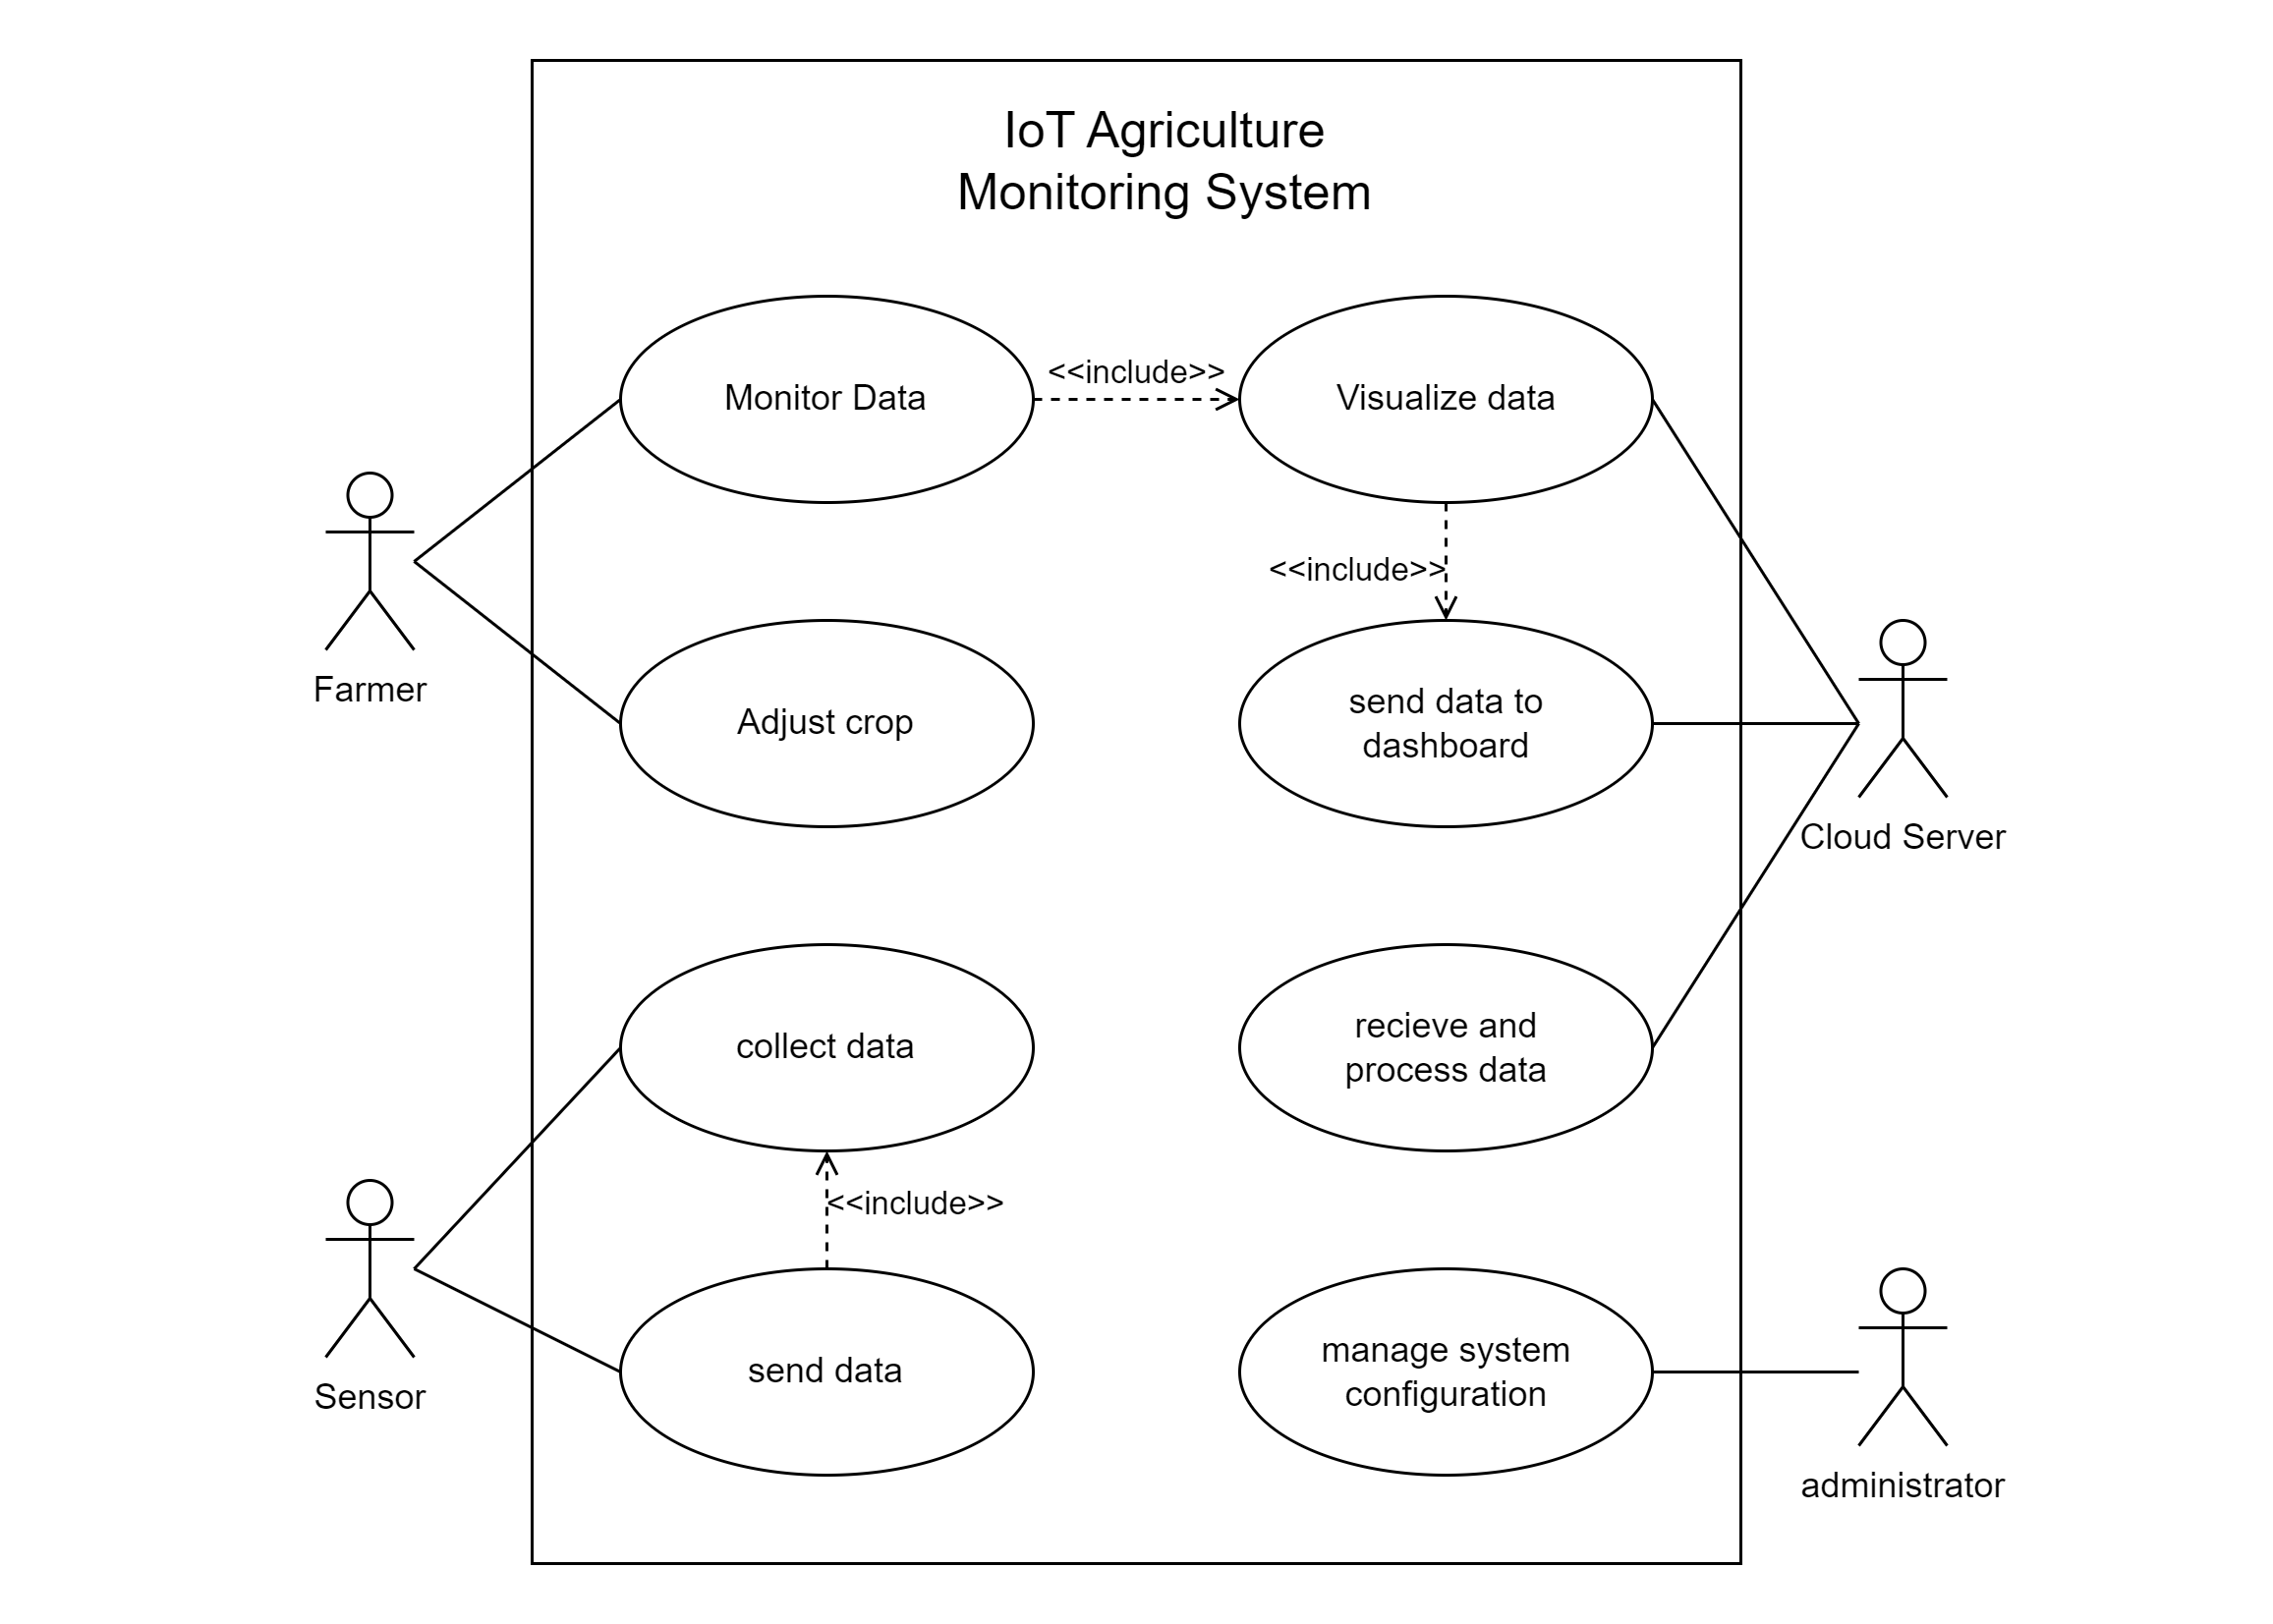 IoT Agriculture
Monitoring System
Monitor Data
<<include>>
Visualize data
<<include>>
Farmer
Adjust crop
send data to
dashboard
Cloud Server
collect data
recieve and
process data
<<include>>
Sensor
send data
manage system
configuration
administrator